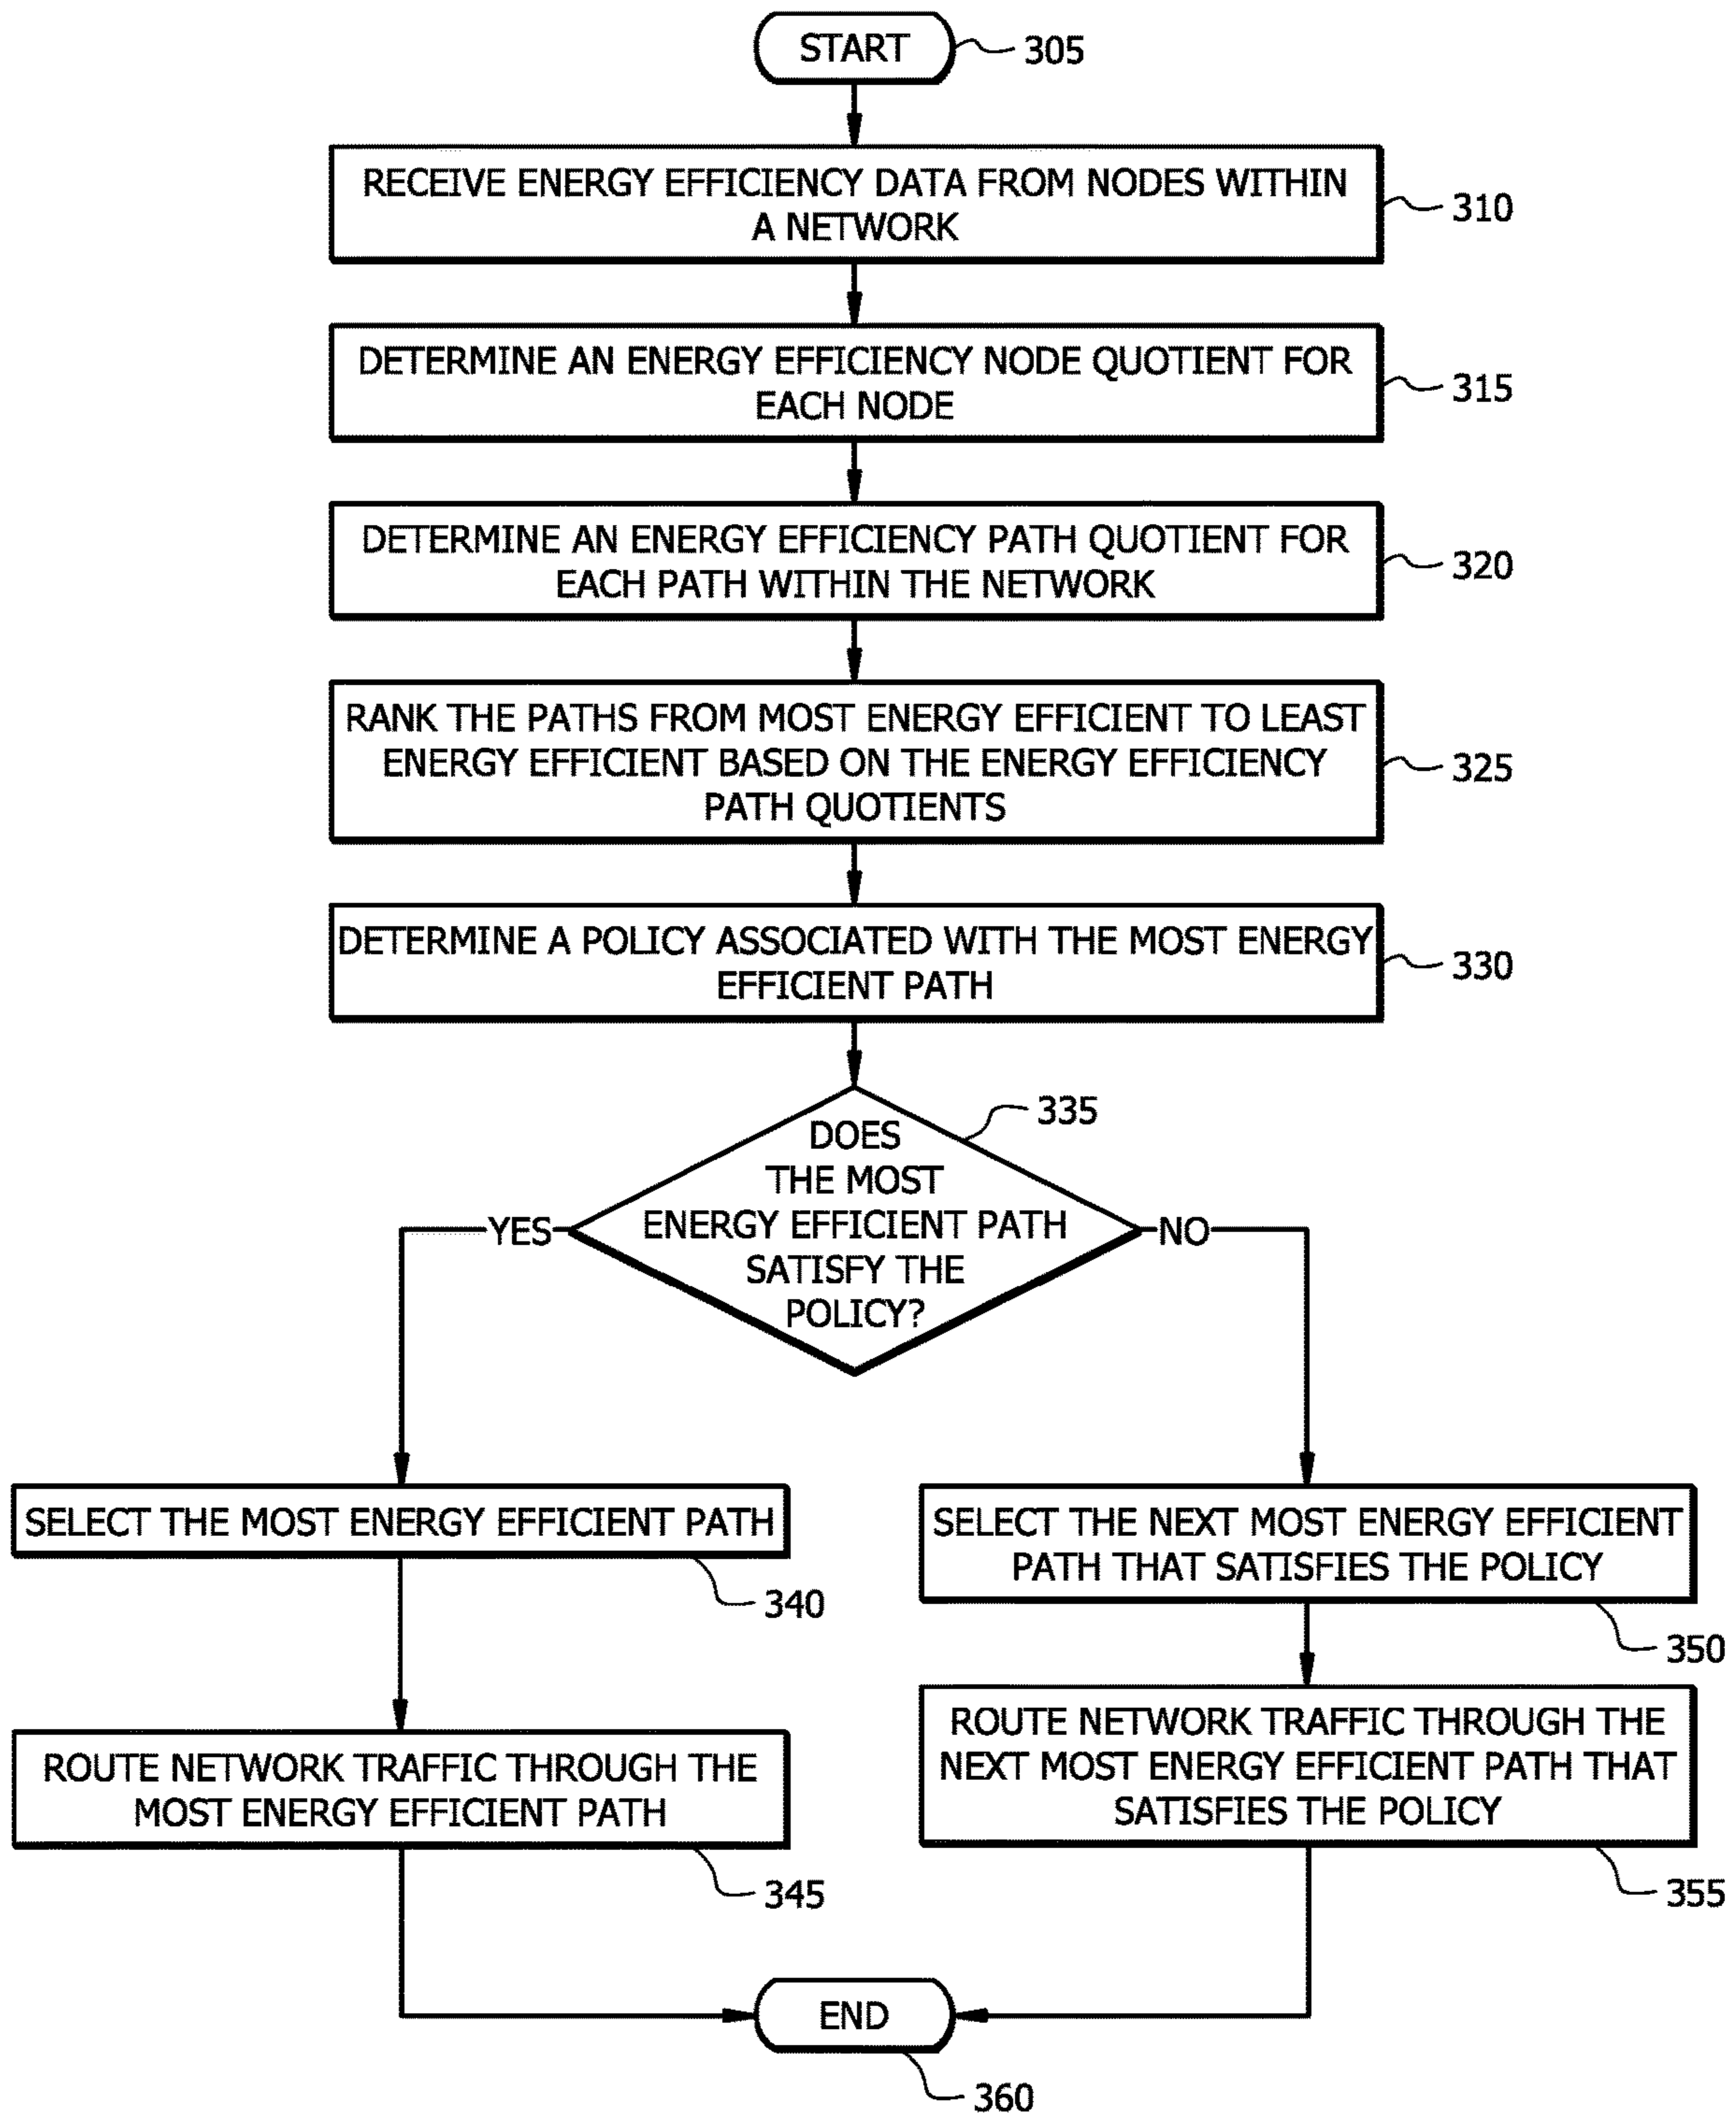 START
305
RECEIVE ENERGY EFFICIENCY DATA FROM NODES WITHIN
A NETWORK
310
DETERMINE AN ENERGY EFFICIENCY NODE QUOTIENT FOR
EACH NODE
315
DETERMINE AN ENERGY EFFICIENCY PATH QUOTIENT FOR
EACH PATH WITHIN THE NETWORK
320
RANK THE PATHS FROM MOST ENERGY EFFICIENT TO LEAST
ENERGY EFFICIENT BASED ON THE ENERGY EFFICIENCY
PATH QUOTIENTS
325
DETERMINE A POLICY ASSOCIATED WITH THE MOST ENERGY
EFFICIENT PATH
330
335
DOES
THE MOST
ENERGY EFFICIENT PATH
SATISFY THE
POLICY?
YES
NO
SELECT THE MOST ENERGY EFFICIENT PATH
340
ROUTE NETWORK TRAFFIC THROUGH THE
MOST ENERGY EFFICIENT PATH
345
SELECT THE NEXT MOST ENERGY EFFICIENT
PATH THAT SATISFIES THE POLICY
350
ROUTE NETWORK TRAFFIC THROUGH THE
NEXT MOST ENERGY EFFICIENT PATH THAT
SATISFIES THE POLICY
355
END
360